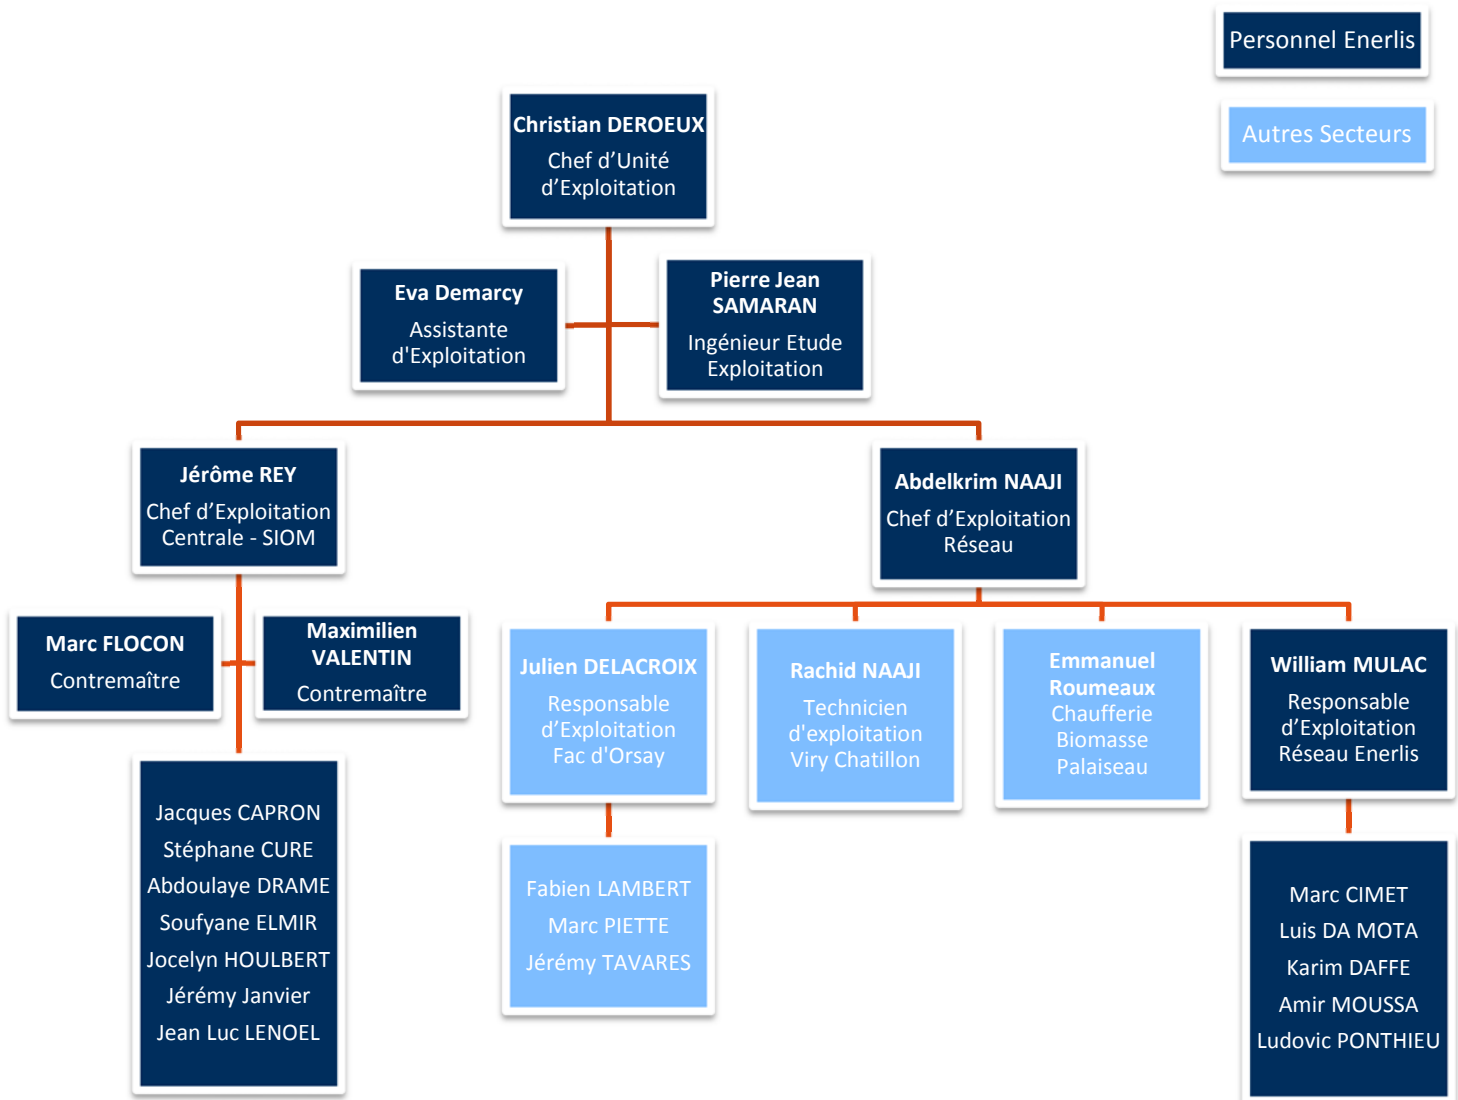 Personnel Enerlis
Autres Secteurs
Christian DEROEUX
Chef d’Unité
d’Exploitation
Eva Demarcy
Assistante
d'Exploitation
Pierre Jean
SAMARAN
Ingénieur Etude
Exploitation
Jérôme REY
Chef d’Exploitation
Centrale - SIOM
Abdelkrim NAAJI
Chef d’Exploitation
Réseau
Marc FLOCON
Contremaître
Maximilien
VALENTIN
Contremaître
Julien DELACROIX
Responsable
d’Exploitation
Fac d'Orsay
Rachid NAAJI
Technicien
d'exploitation
Viry Chatillon
Emmanuel
Roumeaux
Chaufferie
Biomasse
Palaiseau
William MULAC
Responsable
d’Exploitation
Réseau Enerlis
Jacques CAPRON
Stéphane CURE
Abdoulaye DRAME
Soufyane ELMIR
Jocelyn HOULBERT
Jérémy Janvier
Jean Luc LENOEL
Fabien LAMBERT
Marc PIETTE
Jérémy TAVARES
Marc CIMET
Luis DA MOTA
Karim DAFFE
Amir MOUSSA
Ludovic PONTHIEU